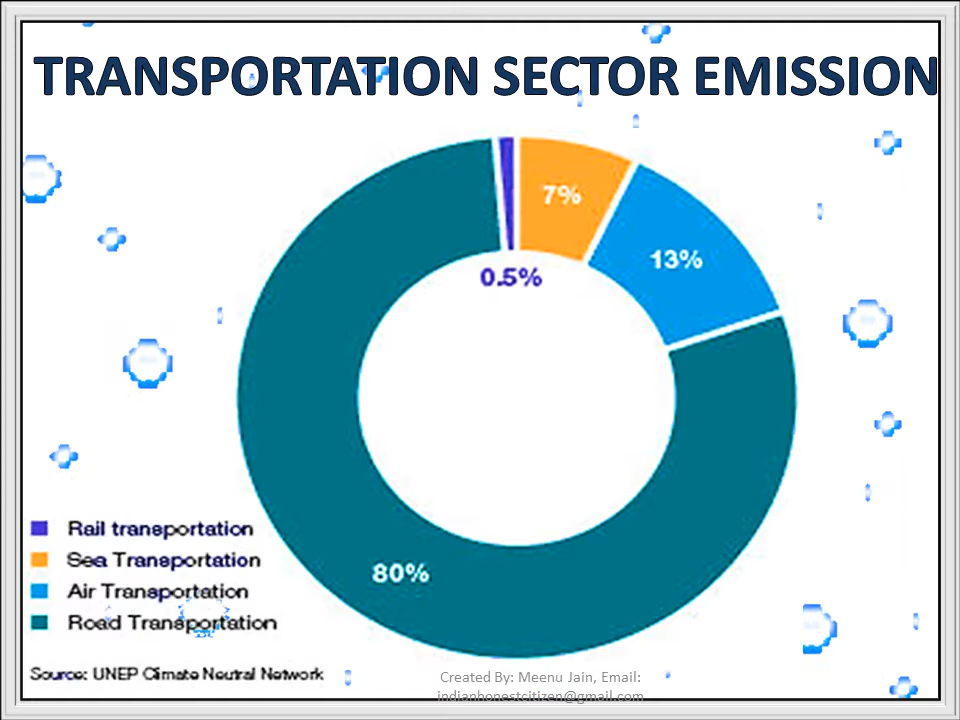 TRANSPORTATION SECTOR EMISSION
7%
13%
0.5%
80%
Rail transportation
Sea Transportation
Air Transportation
Road Transportation
Source: UNEP Climate Neutral Network
Created By: Meenu Jain, Email:
indianhonestcitizen@gmail.com